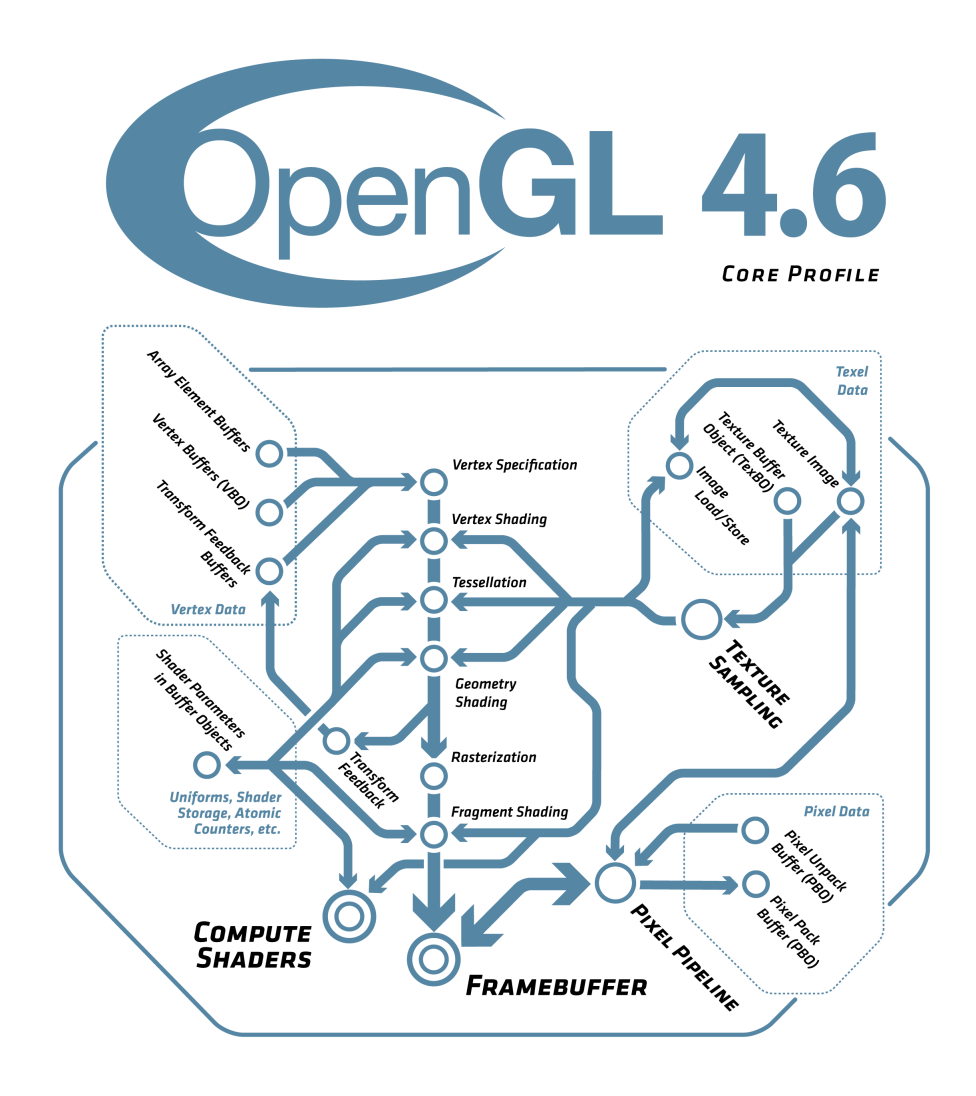 OpenGL 4.6
Core Profile
Array Element Buffers
Vertex Buffers (VBO)
Transform Feedback
Buffers
Vertex Data
Vertex Specification
Vertex Shading
Tessellation
Geometry
Shading
Rasterization
Fragment Shading
Texel
Data
Texture Image
Texture Buffer
Object (TexBO)
Image
Load/Store
Texture
Sampling
Shader Parameters
in Buffer Objects
Uniforms, Shader
Storage, Atomic
Counters, etc.
Transform
Feedback
Pixel Data
Pixel Unpack
Buffer (PBO)
Pixel Pack
Buffer (PBO)
Pixel Pipeline
Compute
Shaders
Framebuffer